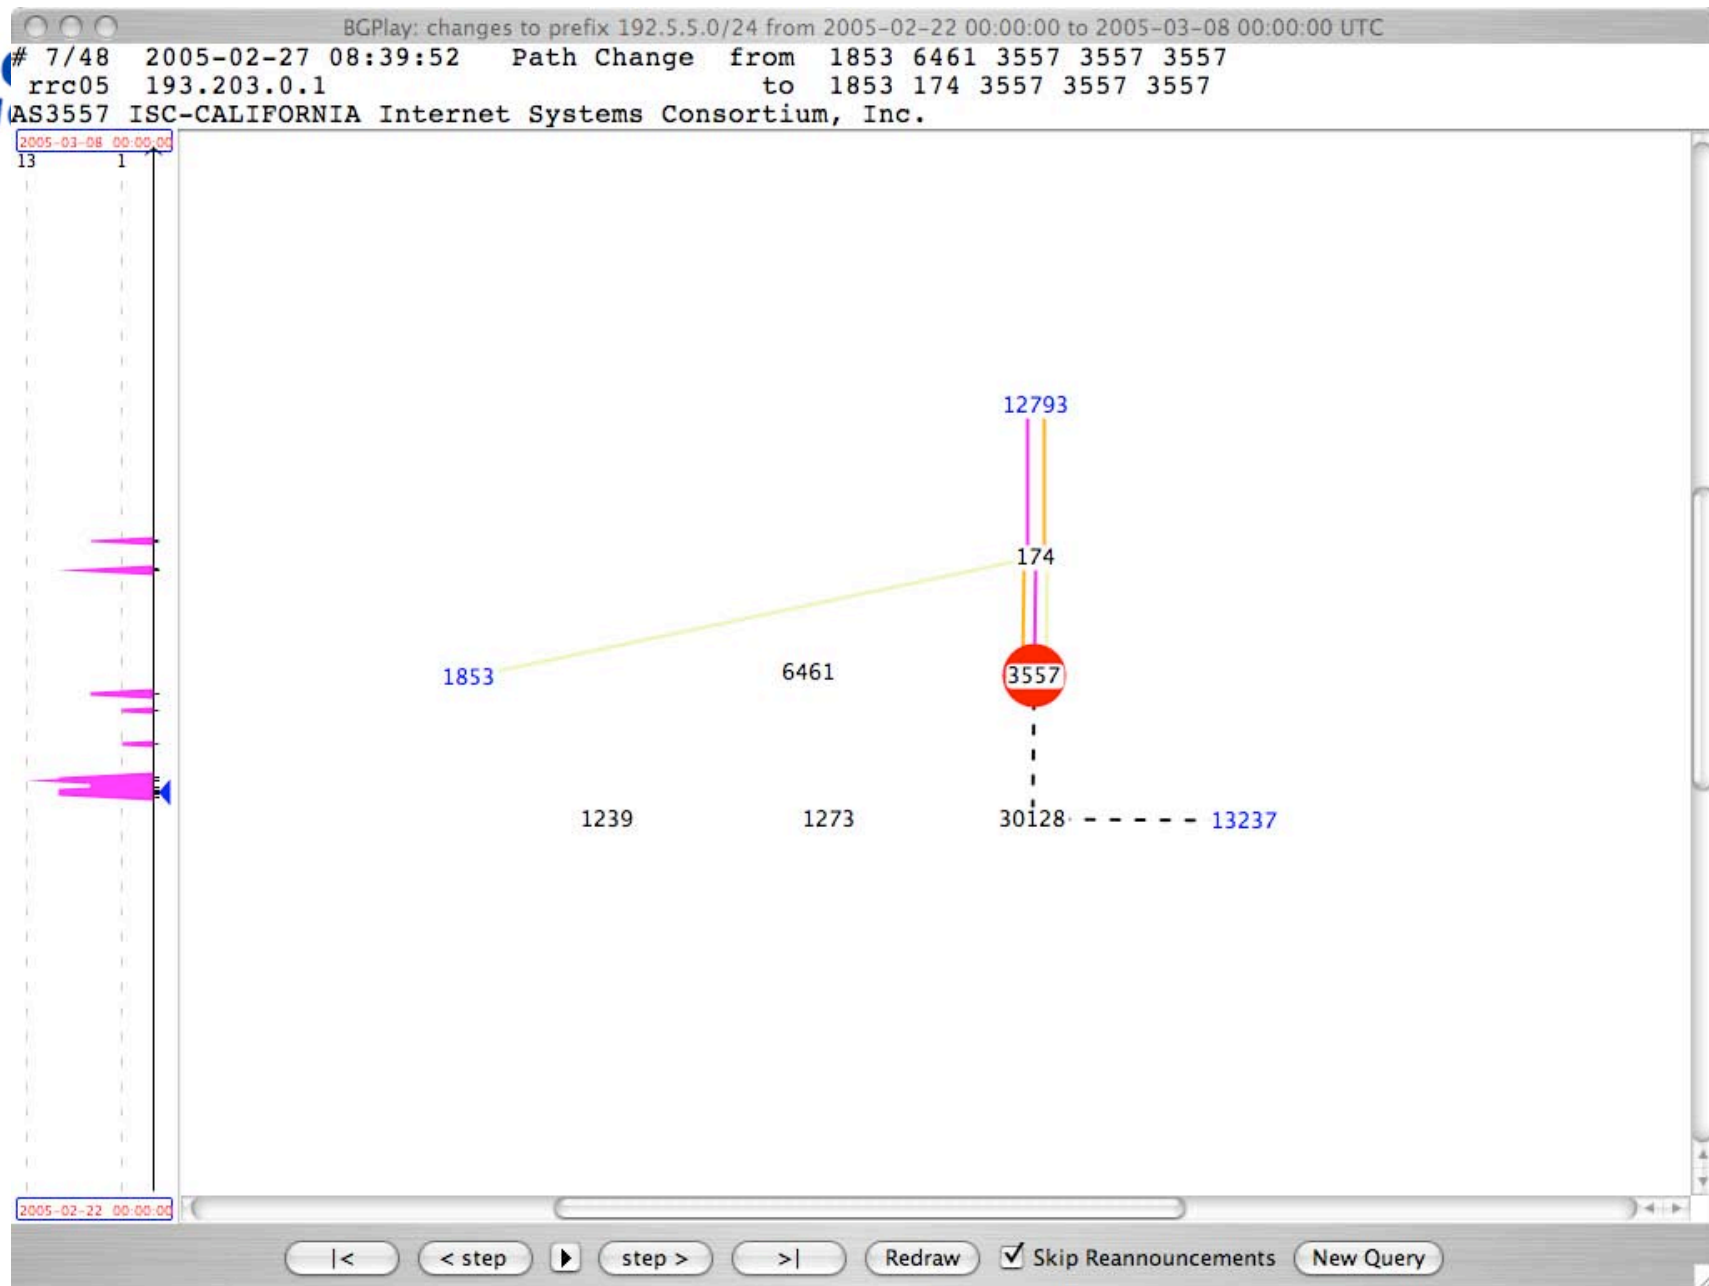 BGPlay: changes to prefix 192.5.5.0/24 from 2005-02-22 00:00:00 to 2005-03-08 00:00:00 UTC
# 7/48 2005-02-27 08:39:52 Path Change from 1853 6461 3557 3557 3557
rrc05 193.203.0.1 to 1853 174 3557 3557 3557
AS3557 ISC-CALIFORNIA Internet Systems Consortium, Inc.
2005-03-08 00:00:00
13 1
12793
174
1853 6461 3557
1239 1273 30128 13237
2005-02-22 00:00:00
|< < step step > >| Redraw Skip Reannouncements New Query